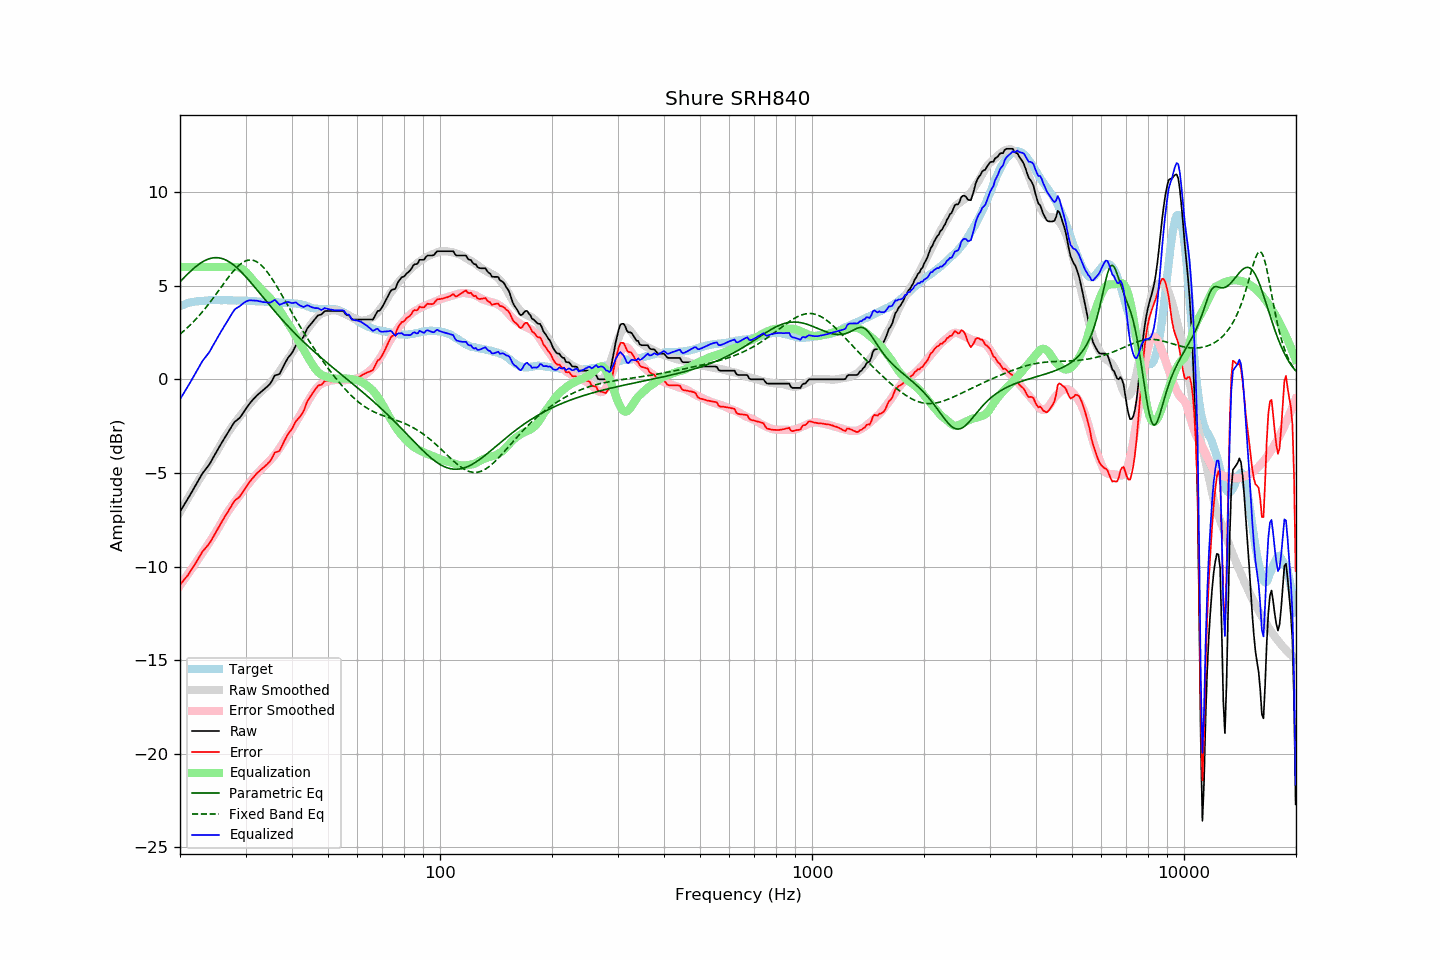 Shure SRH840
Amplitude (dBr)
10
5
0
−5
−10
−15
−20
−25
Target
Raw Smoothed
Error Smoothed
Raw
Error
Equalization
Parametric Eq
Fixed Band Eq
Equalized
100
1000
10000
Frequency (Hz)